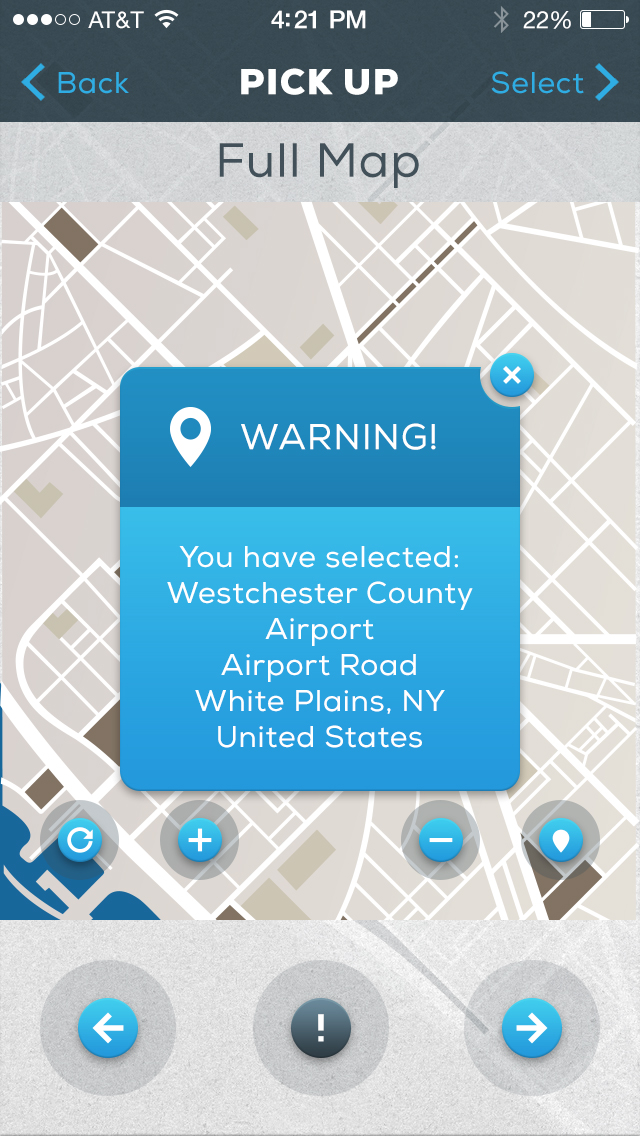 AT&T 4:21 PM 22%
Back PICK UP Select
Full Map
WARNING!
You have selected:
Westchester County
Airport
Airport Road
White Plains, NY
United States
!